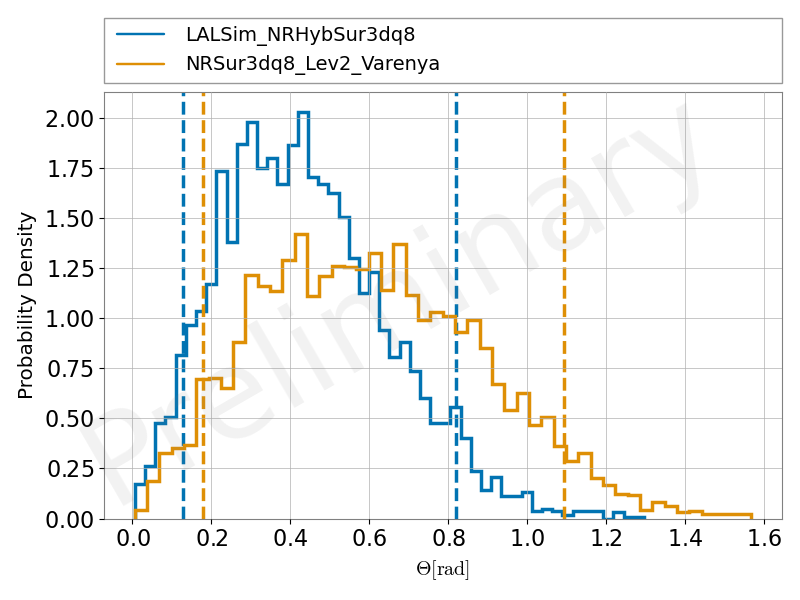 LALSim_NRHybSur3dq8
NRSur3dq8_Lev2_Varenya
Preliminary
Probability Density
2.00
1.75
1.50
1.25
1.00
0.75
0.50
0.25
0.00
0.0 0.2 0.4 0.6 0.8 1.0 1.2 1.4 1.6
Θ[rad]